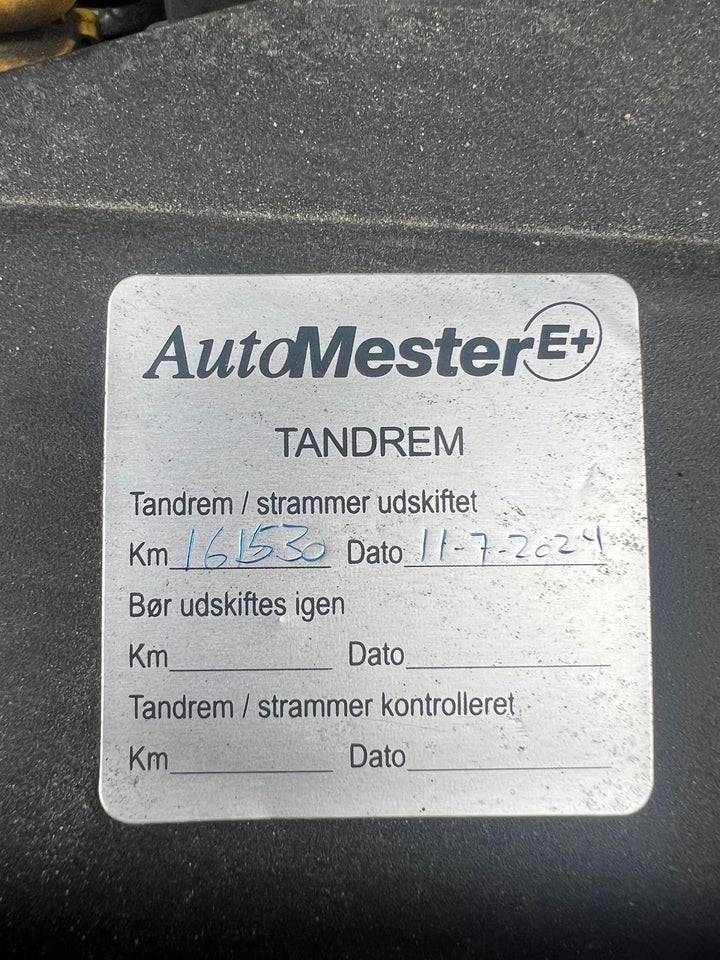 AutoMester E+
TANDREM
Tandrem / strammer udskiftet
Km 161530 Dato 11-7-2024
Bør udskiftes igen
Km Dato
Tandrem / strammer kontrolleret
Km Dato